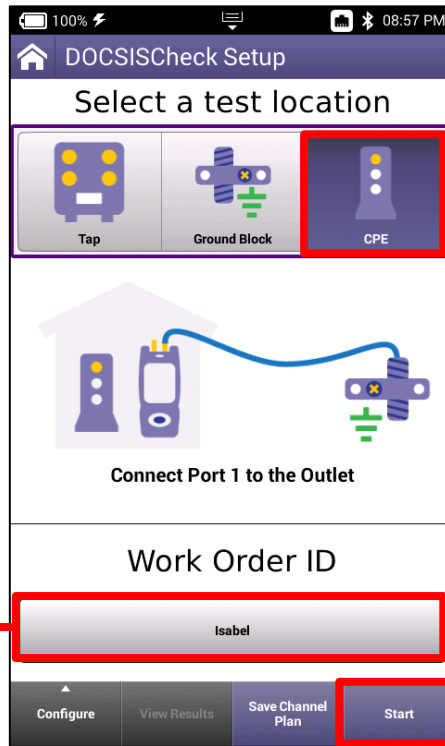 100%
08:57 PM
DOCSISCheck Setup
Select a test location
Tap
Ground Block
CPE
Connect Port 1 to the Outlet
Work Order ID
Isabel
Configure
View Results
Save Channel
Plan
Start